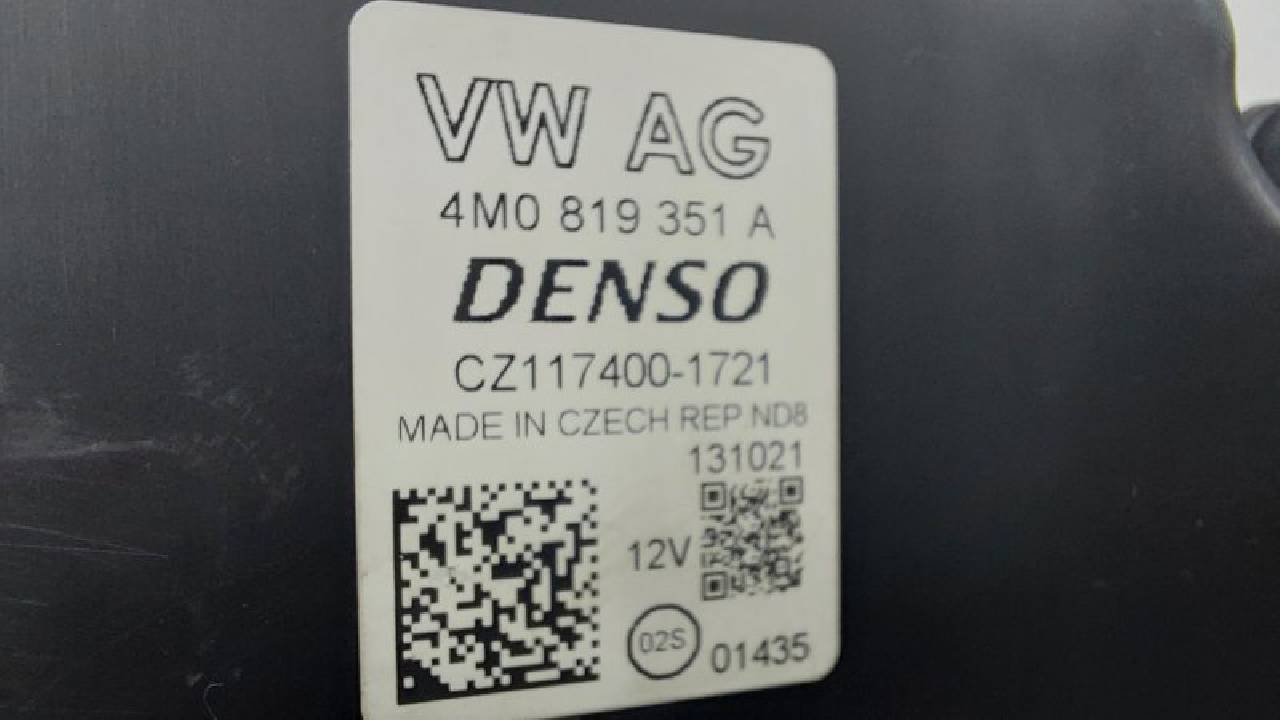 VW AG
4M0 819 351 A
DENSO
CZ117400-1721
MADE IN CZECH REP ND8
131021
12V
02S
01435